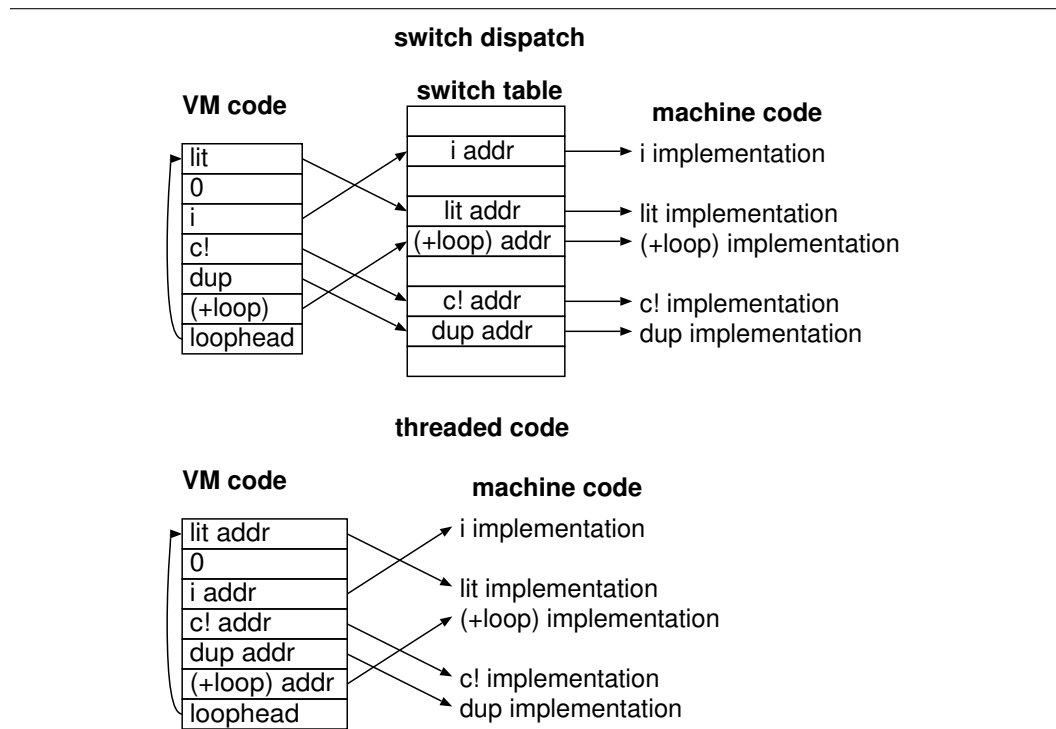 switch dispatch
VM code
lit
0
i
c!
dup
(+loop)
loophead
switch table
i addr
lit addr
(+loop) addr
c! addr
dup addr
machine code
i implementation
lit implementation
(+loop) implementation
c! implementation
dup implementation
threaded code
VM code
lit addr
0
i addr
c! addr
dup addr
(+loop) addr
loophead
machine code
i implementation
lit implementation
(+loop) implementation
c! implementation
dup implementation